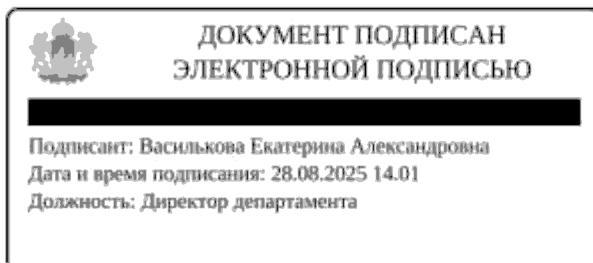 ДОКУМЕНТ ПОДПИСАН
ЭЛЕКТРОННОЙ ПОДПИСЬЮ
Подписант: Василькова Екатерина Александровна
Дата и время подписания: 28.08.2025 14.01
Должность: Директор департамента